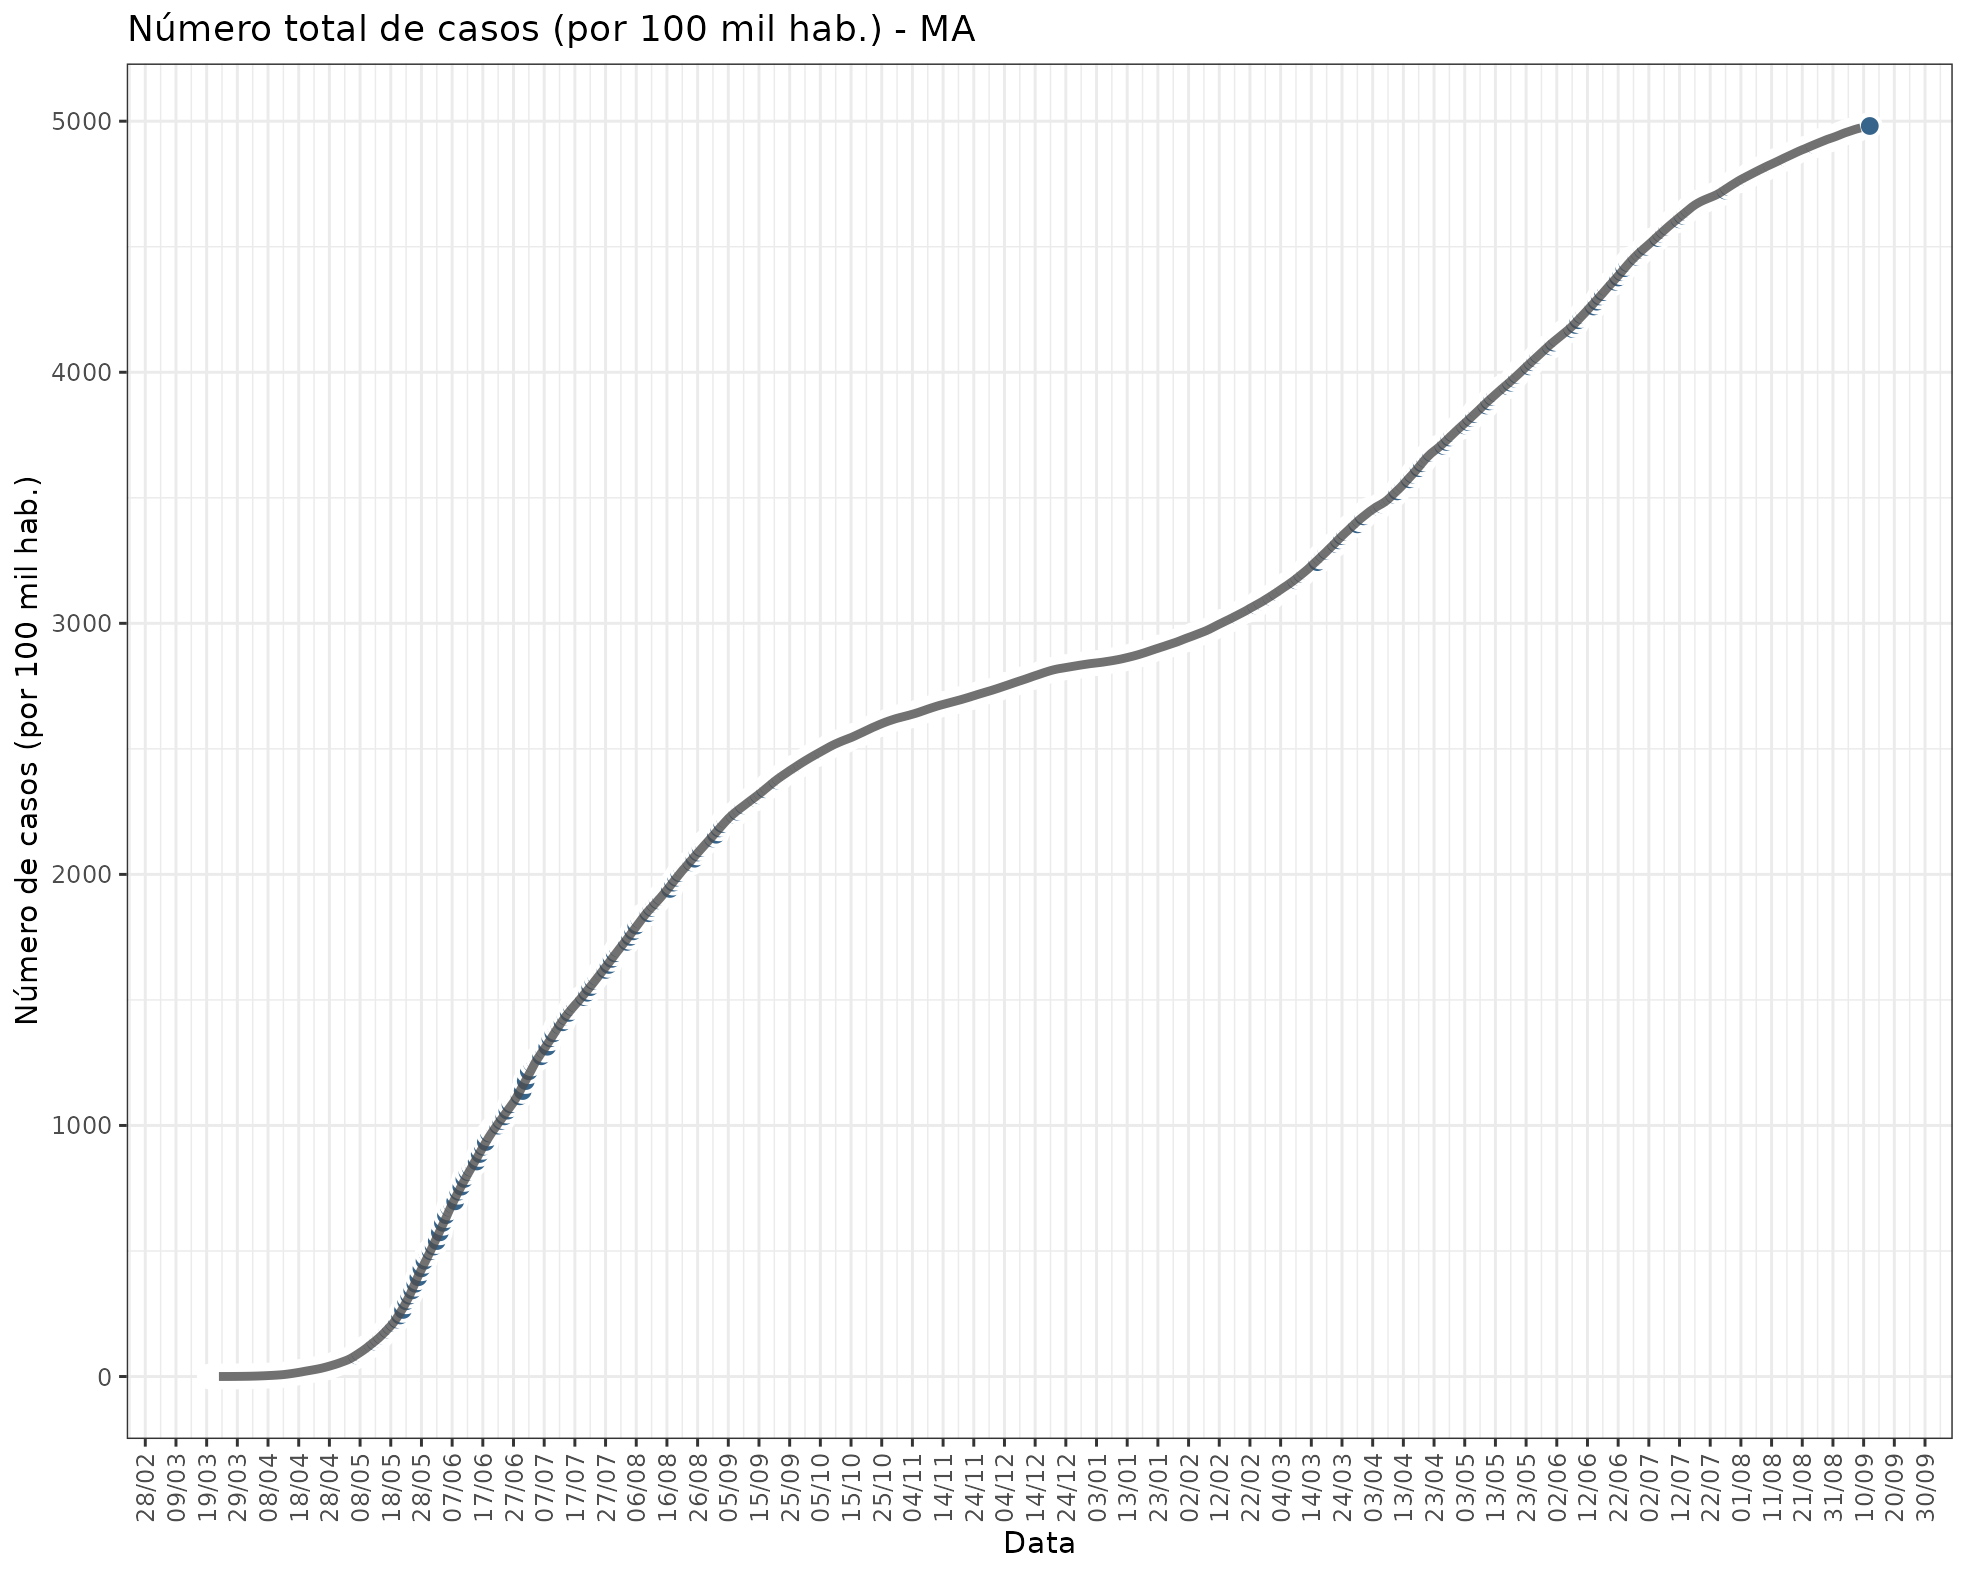 Número total de casos (por 100 mil hab.) - MA
Número de casos (por 100 mil hab.)
5000
4000
3000
2000
1000
0
28/02 09/03 19/03 29/03 08/04 18/04 28/04 08/05 18/05 28/05 07/06 17/06 27/06 07/07 17/07 27/07 06/08 16/08 26/08 05/09 15/09 25/09 05/10 15/10 25/10 04/11 14/11 24/11 04/12 14/12 24/12 03/01 13/01 23/01 02/02 12/02 22/02 04/03 14/03 24/03 03/04 13/04 23/04 03/05 13/05 23/05 02/06 12/06 22/06 02/07 12/07 22/07 01/08 11/08 21/08 31/08 10/09 20/09 30/09
Data